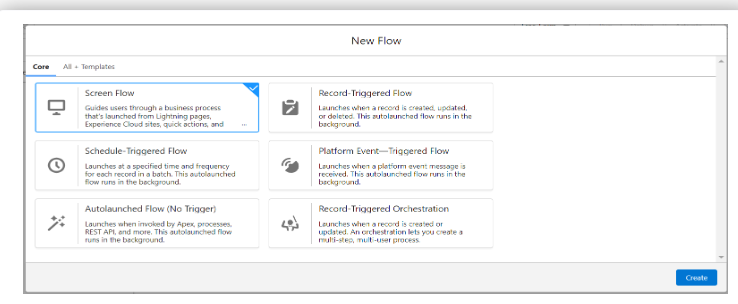 New Flow
Core All + Templates
Screen Flow
Guides users through a business process
that's launched from Lightning pages,
Experience Cloud sites, quick actions, and ...
Record-Triggered Flow
Launches when a record is created, updated,
or deleted. This autolaunched flow runs in the
background.
Schedule-Triggered Flow
Launches at a specified time and frequency
for each record in a batch. This autolaunched
flow runs in the background.
Platform Event—Triggered Flow
Launches when a platform event message is
received. This autolaunched flow runs in the
background.
Autolaunched Flow (No Trigger)
Launches when invoked by Apex, processes,
REST API, and more. This autolaunched flow
runs in the background.
Record-Triggered Orchestration
Launches when a record is created or
updated. An orchestration lets you create a
multi-step, multi-user process.
Create